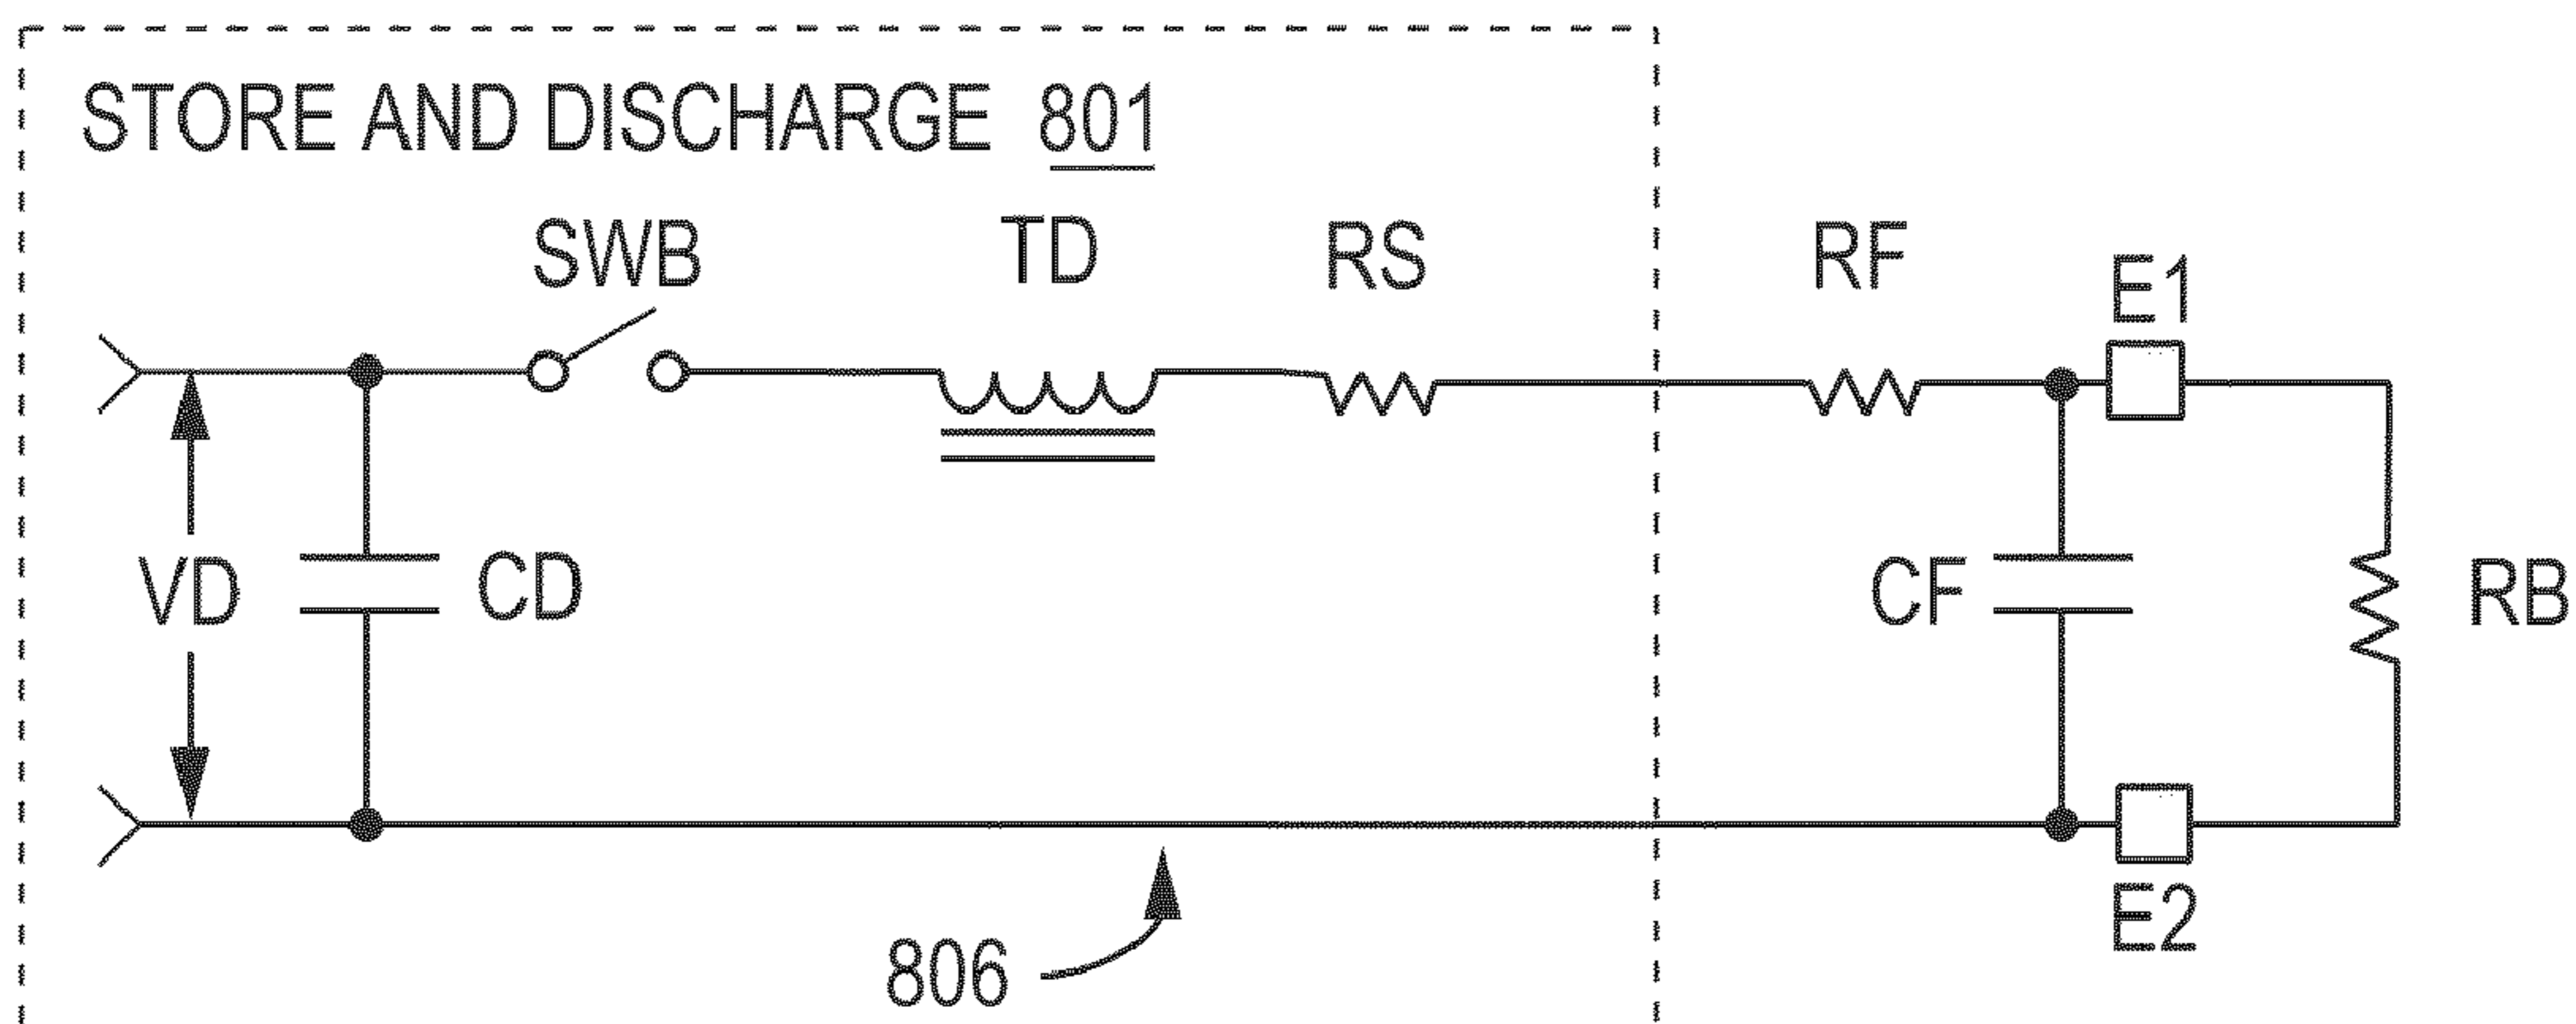 STORE AND DISCHARGE 801
SWB
TD
RS
RF
E1
VD
CD
CF
RB
806
E2